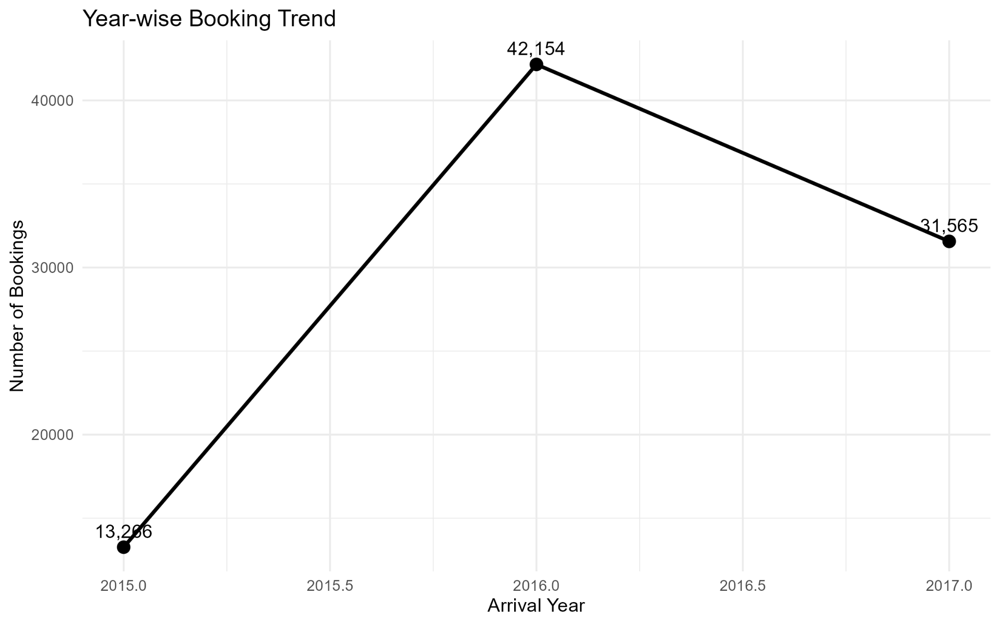 Year-wise Booking Trend
42,154
40000
31,565
30000
Number of Bookings
20000
13,266
2015.0 2015.5 2016.0 2016.5 2017.0
Arrival Year